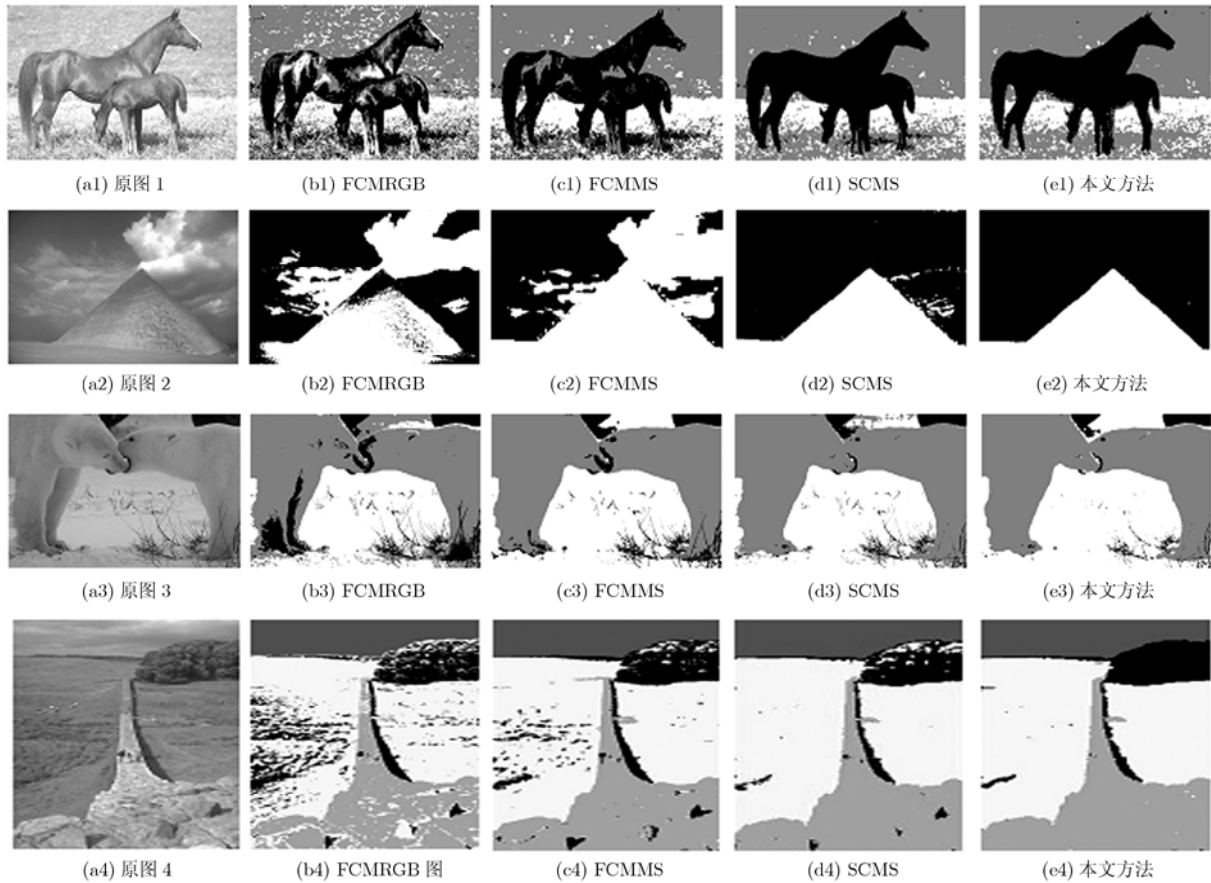 (a1) 原图 1
(b1) FCMRGB
(c1) FCMMS
(d1) SCMS
(e1) 本文方法
(a2) 原图 2
(b2) FCMRGB
(c2) FCMMS
(d2) SCMS
(e2) 本文方法
(a3) 原图 3
(b3) FCMRGB
(c3) FCMMS
(d3) SCMS
(e3) 本文方法
(a4) 原图 4
(b4) FCMRGB 图
(c4) FCMMS
(d4) SCMS
(e4) 本文方法